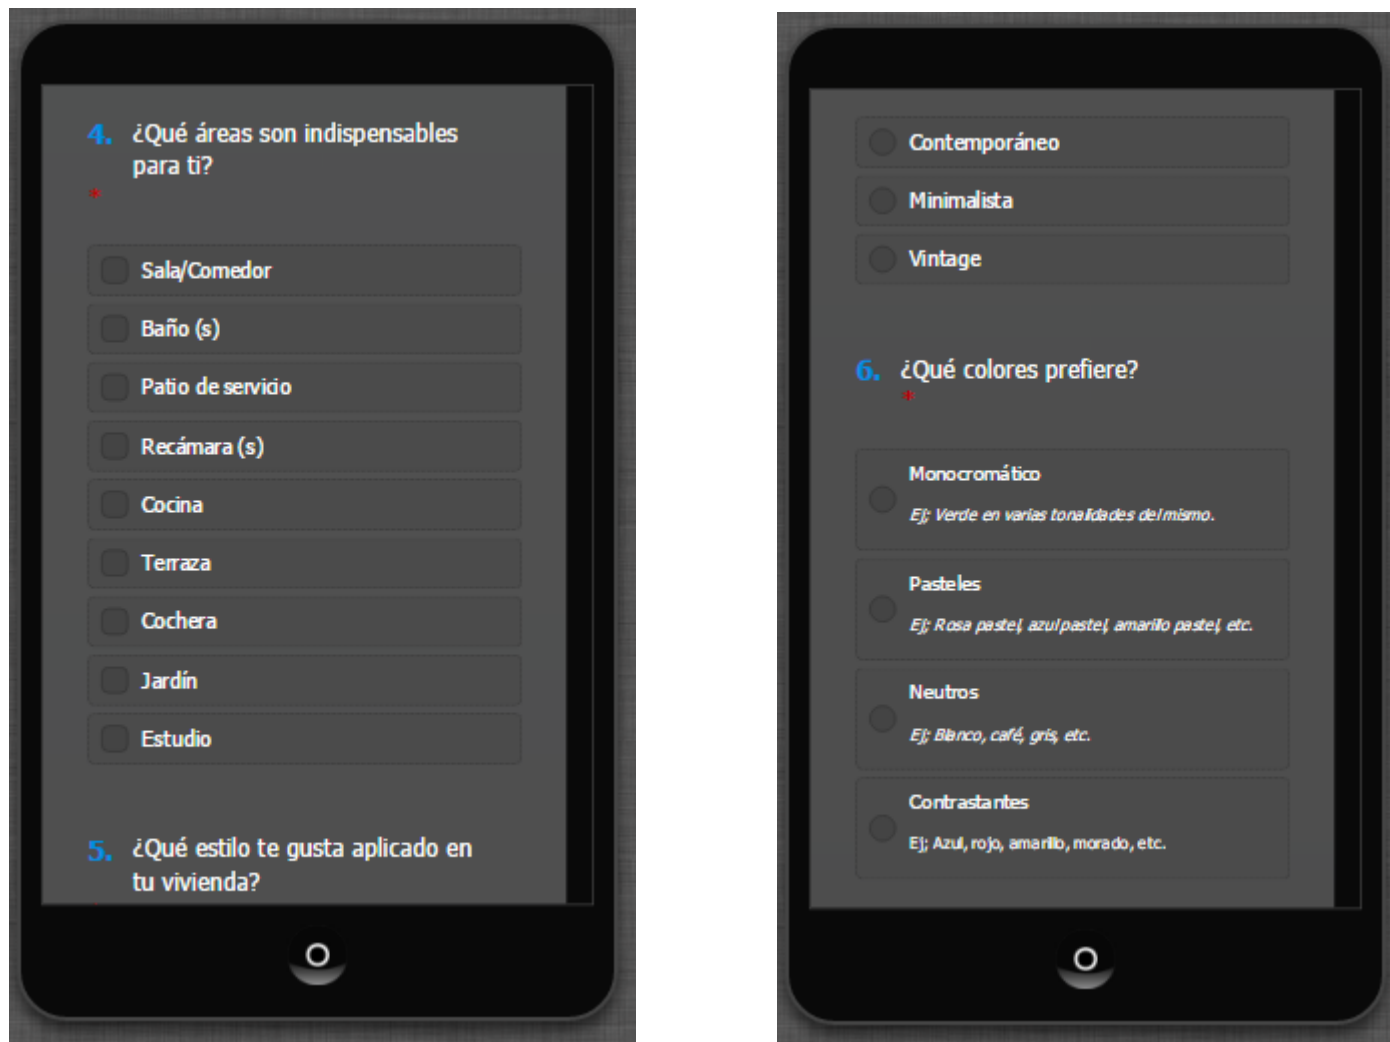 4. ¿Qué áreas son indispensables
para ti?
*
Sala/Comedor
Baño (s)
Patio de servicio
Recámara (s)
Cocina
Terraza
Cochera
Jardín
Estudio
5. ¿Qué estilo te gusta aplicado en
tu vivienda?
Contemporáneo
Minimalista
Vintage
6. ¿Qué colores prefiere?
*
Monocromático
Ej; Verde en varias tonalidades del mismo.
Pasteles
Ej; Rosa pastel, azul pastel, amarillo pastel, etc.
Neutros
Ej; Blanco, café, gris, etc.
Contrastantes
Ej; Azul, rojo, amarillo, morado, etc.